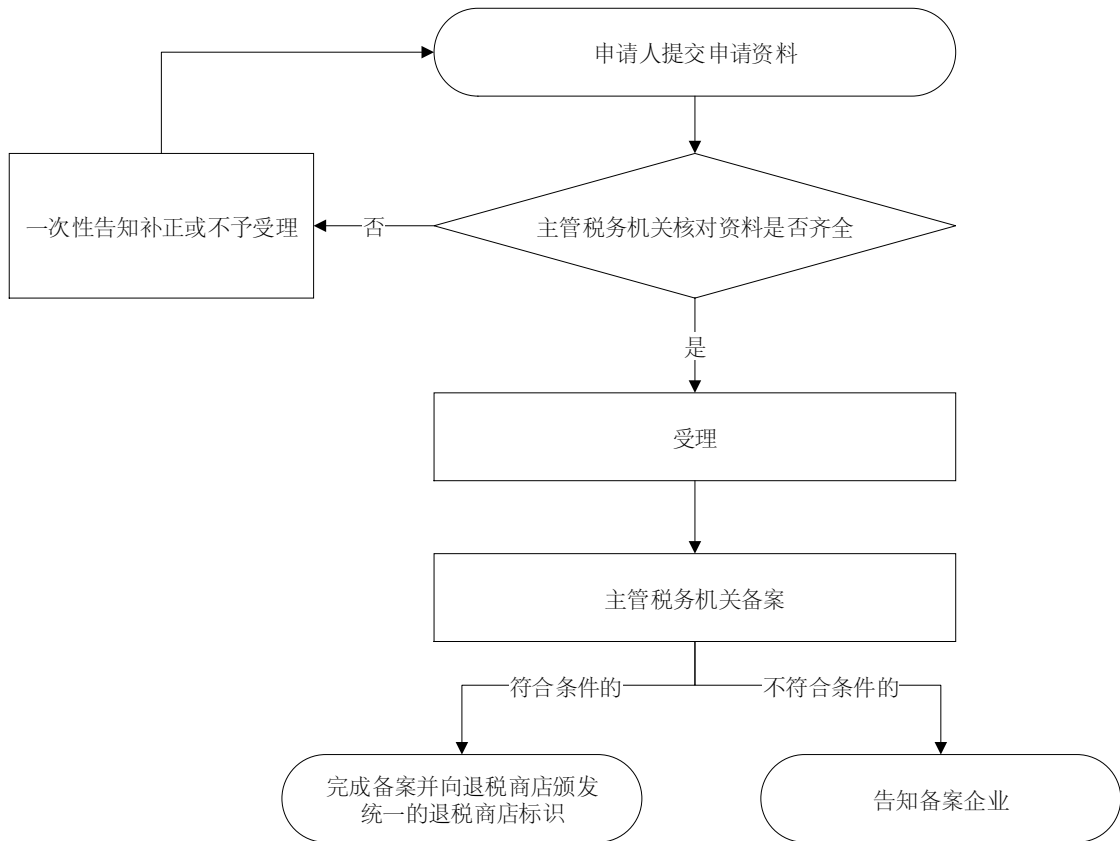 申请人提交申请资料
一次性告知补正或不予受理
否
主管税务机关核对资料是否齐全
是
受理
主管税务机关备案
符合条件的
不符合条件的
完成备案并向退税商店颁发
统一的退税商店标识
告知备案企业